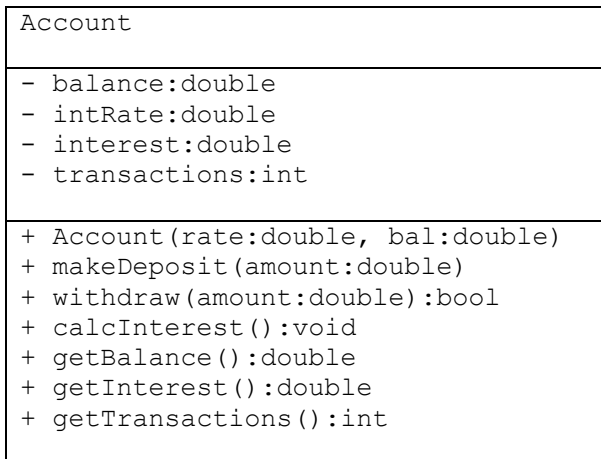 Account
- balance:double
- intRate:double
- interest:double
- transactions:int
+ Account(rate:double, bal:double)
+ makeDeposit(amount:double)
+ withdraw(amount:double):bool
+ calcInterest():void
+ getBalance():double
+ getInterest():double
+ getTransactions():int